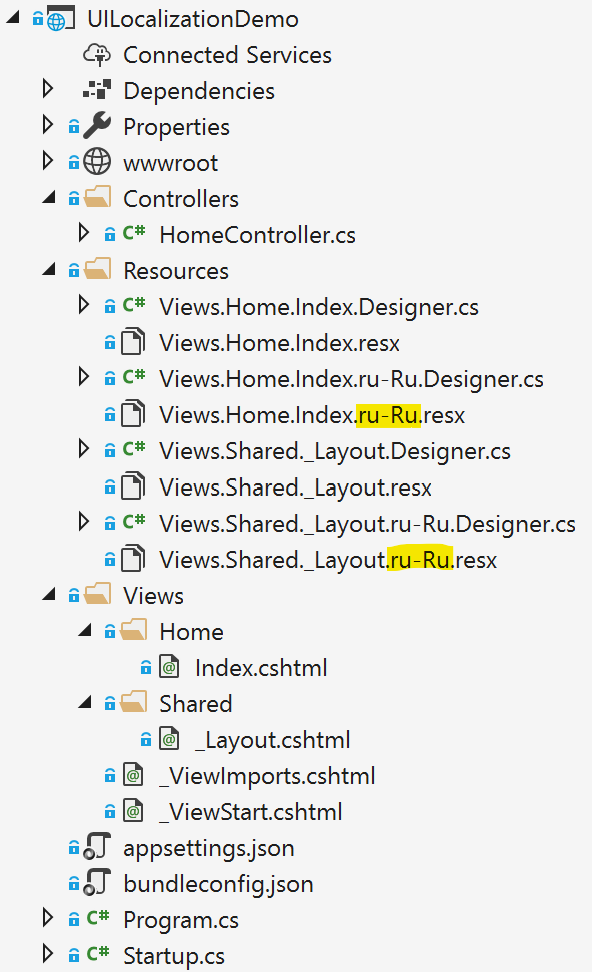 UILocalizationDemo
Connected Services
Dependencies
Properties
wwwroot
Controllers
C# HomeController.cs
Resources
C# Views.Home.Index.Designer.cs
Views.Home.Index.resx
C# Views.Home.Index.ru-Ru.Designer.cs
Views.Home.Index.ru-Ru.resx
C# Views.Shared._Layout.Designer.cs
Views.Shared._Layout.resx
C# Views.Shared._Layout.ru-Ru.Designer.cs
Views.Shared._Layout.ru-Ru.resx
Views
Home
@ Index.cshtml
Shared
@ _Layout.cshtml
@ _ViewImports.cshtml
@ _ViewStart.cshtml
appsettings.json
bundleconfig.json
C# Program.cs
C# Startup.cs